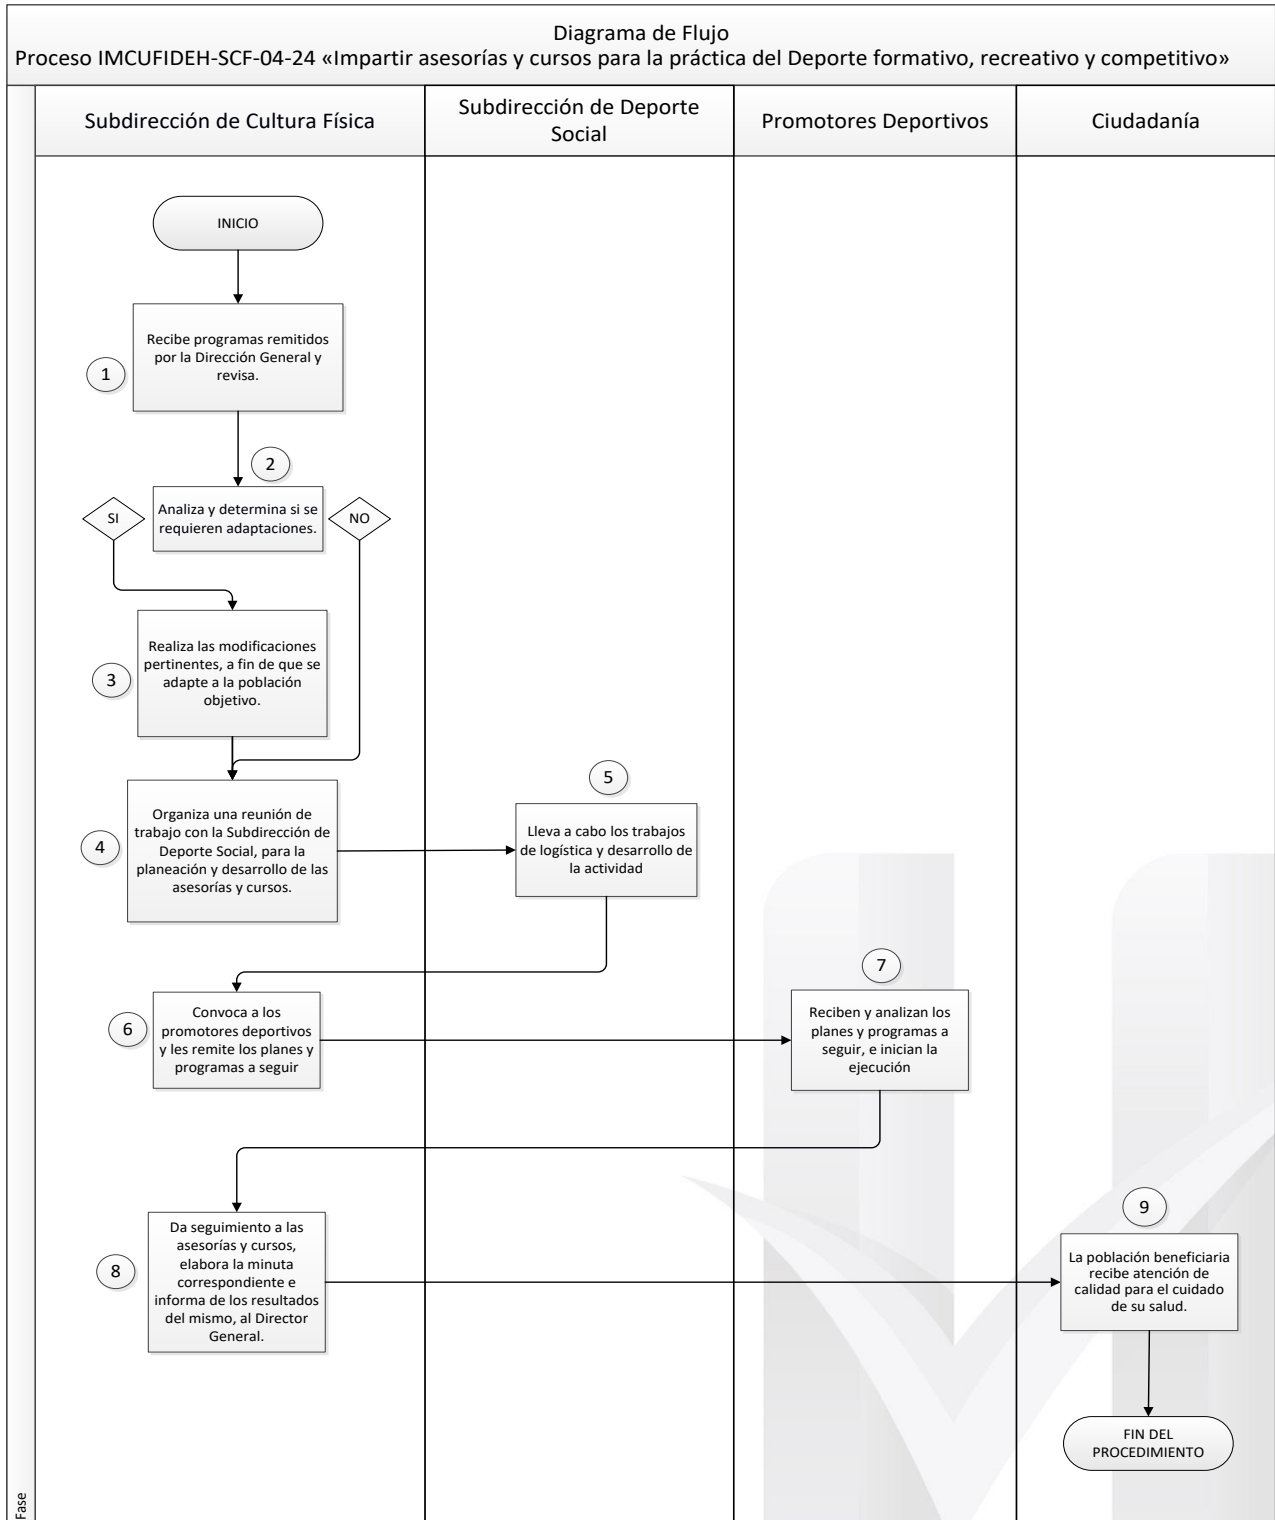 Diagrama de Flujo
Proceso IMCUFIDEH-SCF-04-24 «Impartir asesorías y cursos para la práctica del Deporte formativo, recreativo y competitivo»
Subdirección de Cultura Física
Subdirección de Deporte
Social
Promotores Deportivos
Ciudadanía
INICIO
1
Recibe programas remitidos
por la Dirección General y
revisa.
2
SI
Analiza y determina si se
requieren adaptaciones.
NO
3
Realiza las modificaciones
pertinentes, a fin de que se
adapte a la población
objetivo.
4
Organiza una reunión de
trabajo con la Subdirección de
Deporte Social, para la
planeación y desarrollo de las
asesorías y cursos.
5
Lleva a cabo los trabajos
de logística y desarrollo de
la actividad
6
Convoca a los
promotores deportivos
y les remite los planes y
programas a seguir
7
Reciben y analizan los
planes y programas a
seguir, e inician la
ejecución
8
Da seguimiento a las
asesorías y cursos,
elabora la minuta
correspondiente e
informa de los resultados
del mismo, al Director
General.
9
La población beneficiaria
recibe atención de
calidad para el cuidado
de su salud.
FIN DEL
PROCEDIMIENTO
Fase